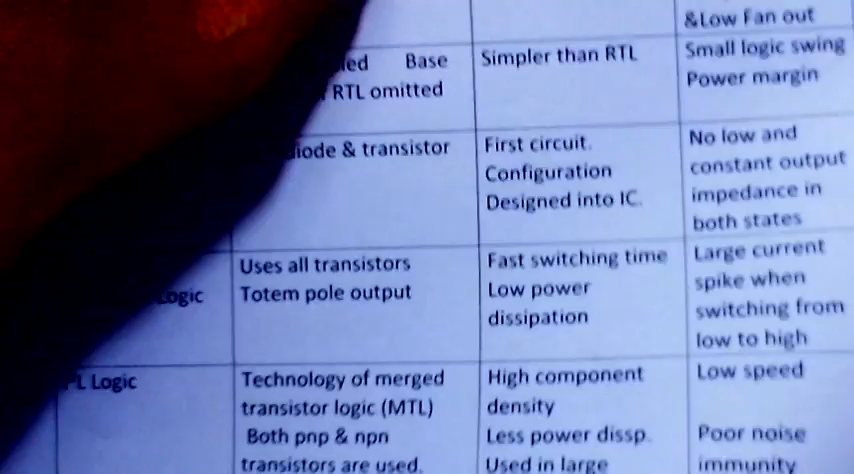 &Low Fan out
Base
RTL omitted
Simpler than RTL
Small logic swing
Power margin
& transistor
First circuit.
Configuration
Designed into IC.
No low and
constant output
impedance in
both states
Uses all transistors
Totem pole output
Fast switching time
Low power
dissipation
Large current
spike when
switching from
low to high
Logic
Technology of merged
transistor logic (MTL)
Both pnp & npn
transistors are used.
High component
density
Less power dissp.
Used in large
Low speed
Poor noise
immunity